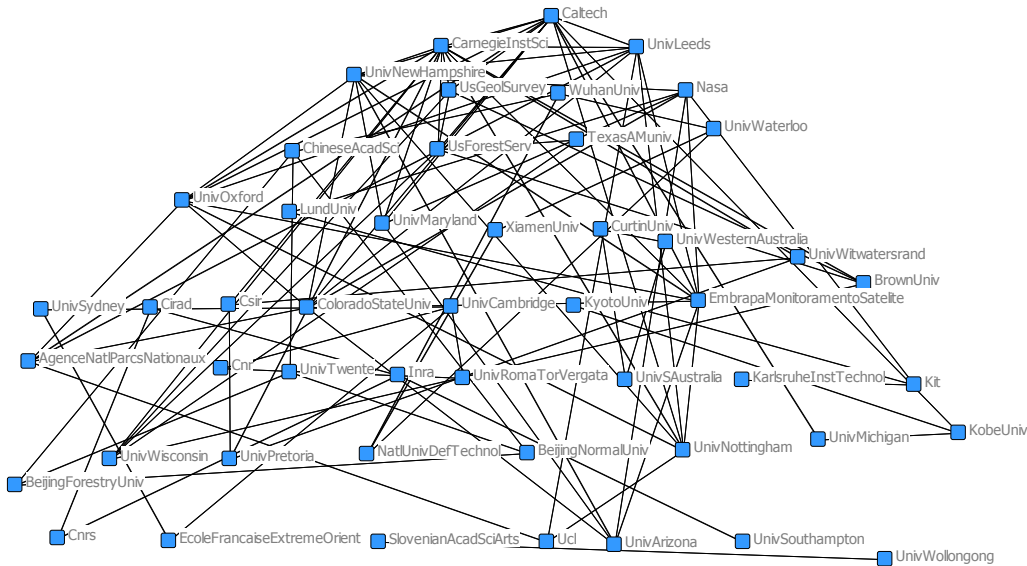 Caltech
CarnegieInstSci
UnivLeeds
UnivNewHampshire
UsGeolSurvey
WuhanUniv
Nasa
UnivWaterloo
TexasAMuniv
ChineseAcadSci
UsForestServ
UnivOxford
LundUniv
UnivMaryland
XiamenUniv
CurtinUniv
UnivWesternAustralia
UnivWitwatersrand
BrownUniv
UnivSydney
Cirad
Csir
ColoradoStateUniv
UnivCambridge
KyotoUniv
EmbrapaMonitoramentoSatelite
AgenceNatlParcsNationaux
Cnr
UnivTwente
Inra
UnivRomaTorVergata
UnivSAustralia
KarlsruheInstTechnol
Kit
KobeUniv
UnivMichigan
UnivWisconsin
UnivPretoria
NatlUnivDefTechnol
BeijingNormalUniv
UnivNottingham
BeijingForestryUniv
Cnrs
EcoleFrancaiseExtremeOrient
SlovenianAcadSciArts
Ucl
UnivArizona
UnivSouthampton
UnivWollongong